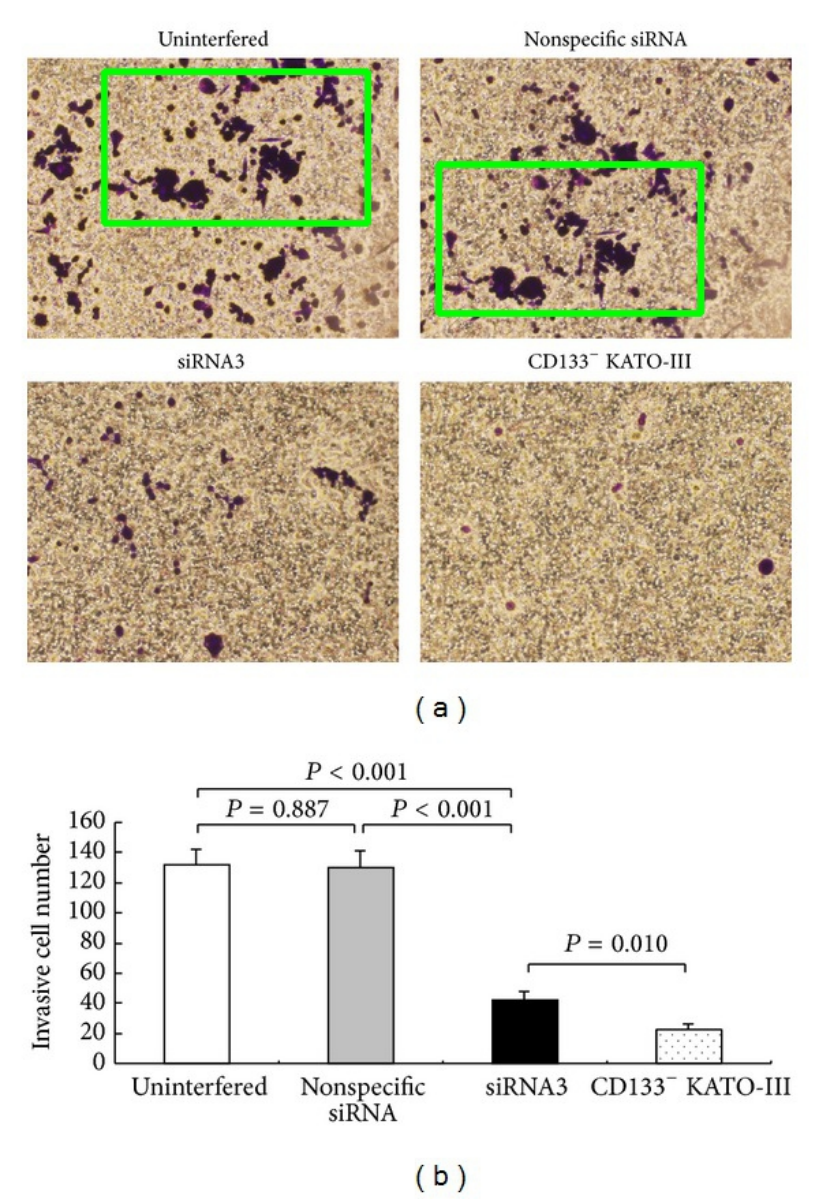 Uninterfered Nonspecific siRNA
siRNA3 CD133⁻ KATO-III
( a )
P < 0.001
P = 0.887 P < 0.001
160
140
120
100
80
60
40
20
0
Invasive cell number
P = 0.010
Uninterfered Nonspecific siRNA3 CD133⁻ KATO-III
siRNA
( b )